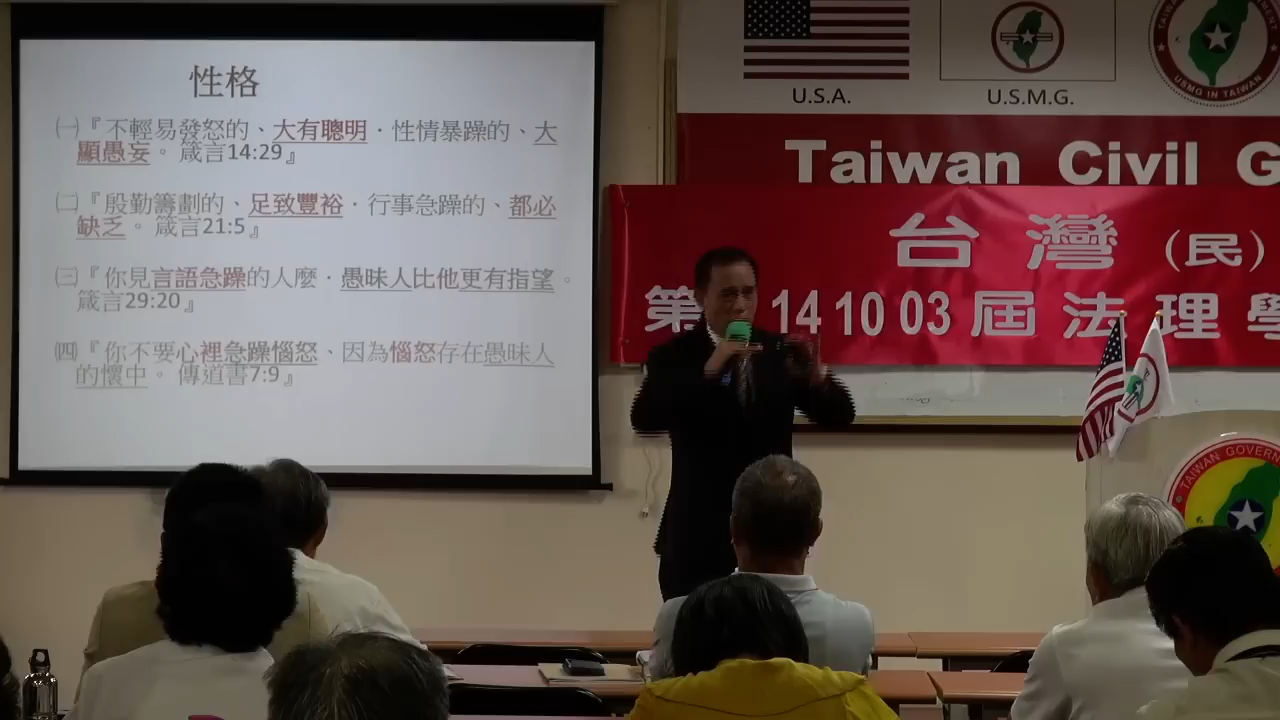 性格
㈠『不輕易發怒的、大有聰明．性情暴躁的、大
顯愚妄。箴言14:29』
㈡『殷勤籌劃的、足致豐裕．行事急躁的、都必
缺乏。箴言21:5』
㈢『你見言語急躁的人麼．愚昧人比他更有指望。
箴言29:20』
㈣『你不要心裡急躁惱怒、因為惱怒存在愚昧人
的懷中。傳道書7:9』
U.S.A.
U.S.M.G.
USMG IN TAIWAN
Taiwan Civil G
台灣(民)
第 14 10 03 屆法理學
TAIWAN GOVERN